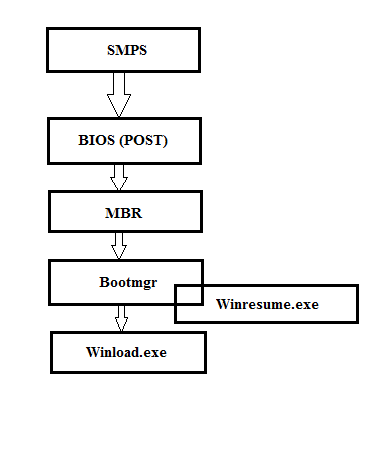 SMPS
BIOS (POST)
MBR
Bootmgr
Winresume.exe
Winload.exe